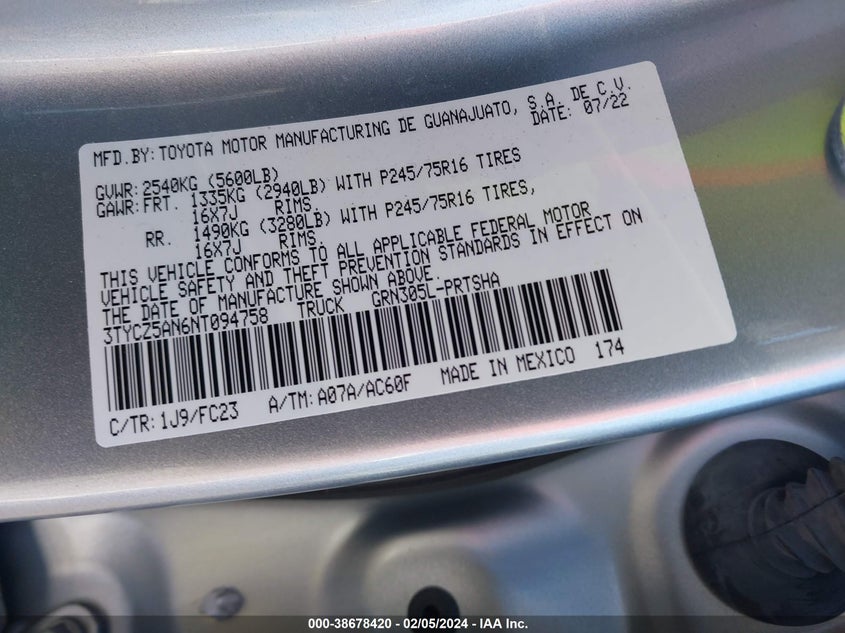 MFD.BY: TOYOTA MOTOR MANUFACTURING DE GUANAJUATO, S.A. DE C.V.
DATE: 07/22
GVWR: 2540KG (5600LB)
GAWR: FRT. 1335KG (2940LB) WITH P245/75R16 TIRES
16X7J RIMS.
RR. 1490KG (3280LB) WITH P245/75R16 TIRES,
16X7J RIMS.
THIS VEHICLE CONFORMS TO ALL APPLICABLE FEDERAL MOTOR
VEHICLE SAFETY AND THEFT PREVENTION STANDARDS IN EFFECT ON
THE DATE OF MANUFACTURE SHOWN ABOVE.
3TYCZ5AN6NT094758 TRUCK GRN305L-PRTSHA
C/TR: 1J9/FC23 A/TM: A07A/AC60F MADE IN MEXICO 174
000-38678420 - 02/05/2024 - IAA Inc.